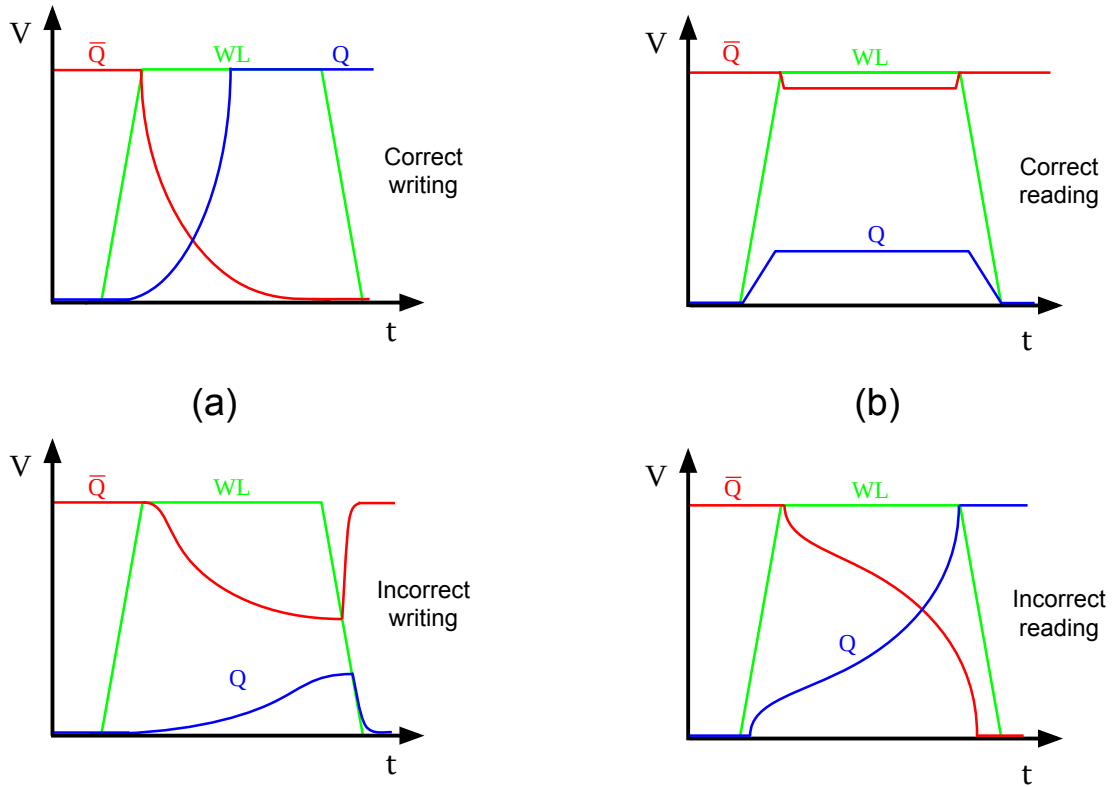 V
Q̅
WL
Q
Correct
writing
t
(a)
V
Q̅
WL
Q
Correct
reading
t
(b)
V
Q̅
WL
Q
Incorrect
writing
t
V
Q̅
WL
Q
Incorrect
reading
t